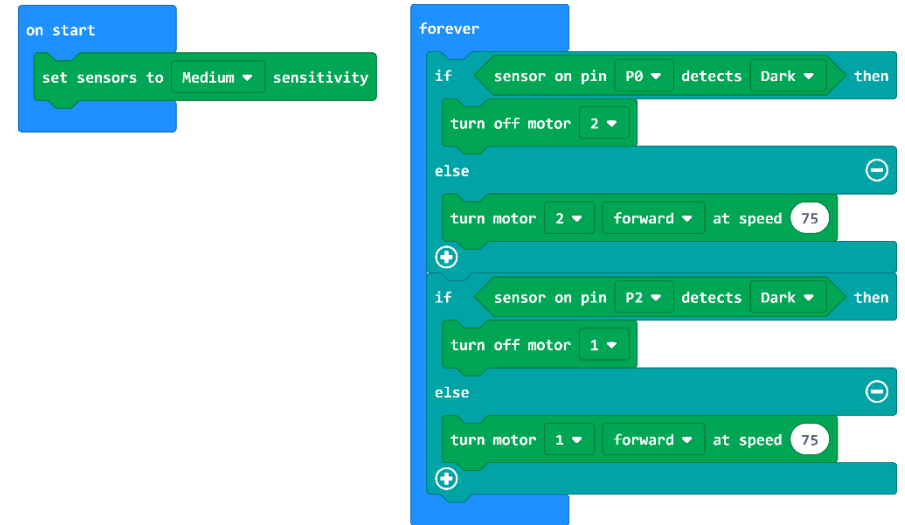 on start
set sensors to Medium sensitivity
forever
if sensor on pin P0 detects Dark then
turn off motor 2
else
turn motor 2 forward at speed 75
if sensor on pin P2 detects Dark then
turn off motor 1
else
turn motor 1 forward at speed 75